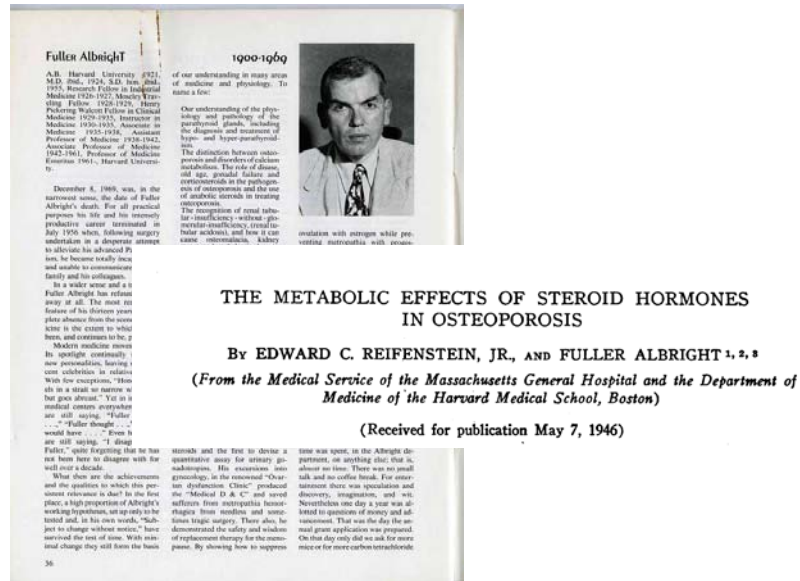 Fuller Albright
1900-1969
A.B. Harvard University 1921,
M.D. ibid., 1924, S.D. hon. ibid.,
1955, Research Fellow in Industrial
Medicine 1926-1927, Moseley Trav-
eling Fellow 1928-1929, Henry
Pickering Walcott Fellow in Clinical
Medicine 1929-1935, Instructor in
Medicine 1930-1935, Associate in
Medicine 1935-1938, Assistant
Professor of Medicine 1938-1942,
Associate Professor of Medicine
1942-1961, Professor of Medicine
Emeritus 1961-, Harvard Universi-
ty.
December 8, 1969, was, in the
narrowest sense, the date of Fuller
Albright's death. For all practical
purposes his life and his intensely
productive career terminated in
July 1956 when, following surgery
undertaken in a desperate attempt
to alleviate his advanced
ism, he became totally
and unable to communicate
family and his colleagues.
In a wider sense and a
Fuller Albright has refused
away at all. The most
feature of his thirteen years
plete absence from the
icine is the extent to which
been, and continues to be,
Modern medicine
Its spotlight continually
new personalities, leaving
cent celebrities in
With few exceptions,
els in a strait so narrow
but goes abreast." Yet in
medical centers everywhere
are still saying, "Fuller
. . .," "Fuller thought . . .,"
would have . . . ." Even
are still saying, "I
Fuller," quite forgetting that he has
not been here to disagree with for
well over a decade.
What then are the achievements
and the qualities to which this per-
sistent relevance is due? In the first
place, a high proportion of Albright's
working hypotheses, set up only to be
tested and, in his own words, "Sub-
ject to change without notice," have
survived the test of time. With min-
imal change they still form the basis
36
of our understanding in many areas
of medicine and physiology. To
name a few:
Our understanding of the phys-
iology and pathology of the
parathyroid glands, including
the diagnosis and treatment of
hypo- and hyper-parathyroid-
ism.
The distinction between osteo-
porosis and disorders of calcium
metabolism. The role of disuse,
old age, gonadal failure and
corticosteroids in the pathogen-
esis of osteoporosis and the use
of anabolic steroids in treating
osteoporosis.
The recognition of renal tubu-
lar-insufficiency-without-glo-
merular-insufficiency, (renal tu-
bular acidosis), and how it can
cause osteomalacia, kidney
steroids and the first to devise a
quantitative assay for urinary go-
nadotropins. His excursions into
gynecology, in the renowned "Ovar-
ian dysfunction Clinic" produced
the "Medical D & C" and saved
sufferers from metropathia hemor-
rhagica from needless and some-
times tragic surgery. There also, he
demonstrated the safety and wisdom
of replacement therapy for the meno-
pause. By showing how to suppress
ovulation with estrogen while pre-
venting metropathia with
time was spent, in the Albright de-
partment, on anything else; that is,
almost no time. There was no small
talk and no coffee break. For enter-
tainment there was speculation and
discovery, imagination, and wit.
Nevertheless one day a year was al-
lotted to questions of money and ad-
vancement. That was the day the an-
nual grant application was prepared.
On that day only did we ask for more
mice or for more carbon tetrachloride
THE METABOLIC EFFECTS OF STEROID HORMONES
IN OSTEOPOROSIS
By EDWARD C. REIFENSTEIN, JR., AND FULLER ALBRIGHT 1, 2, 3
(From the Medical Service of the Massachusetts General Hospital and the Department of
Medicine of the Harvard Medical School, Boston)
(Received for publication May 7, 1946)